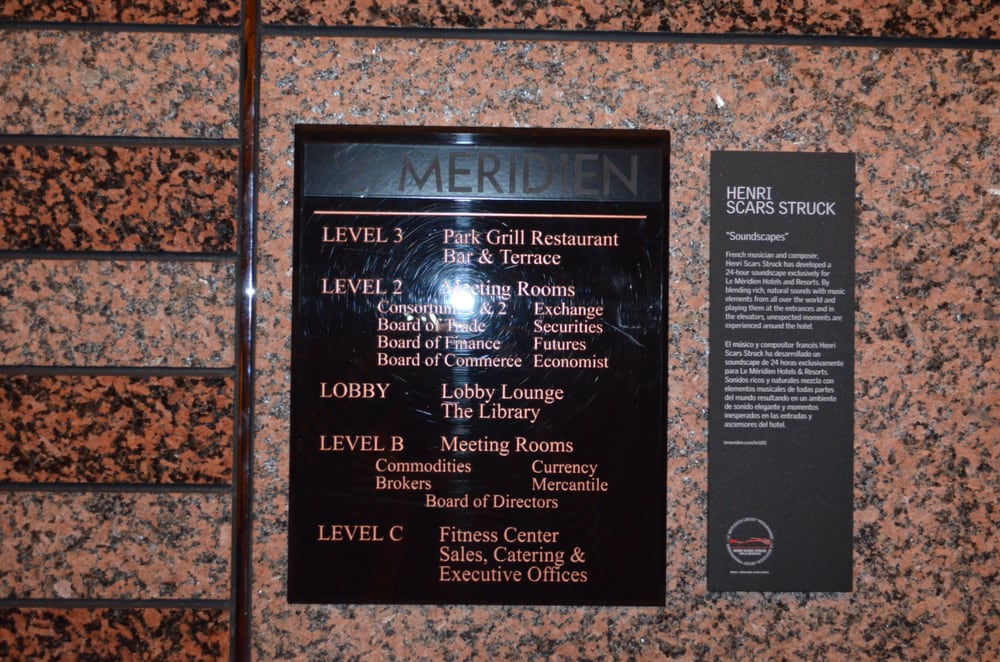 MERIDIEN
LEVEL 3 Park Grill Restaurant
Bar & Terrace
LEVEL 2 Meeting Rooms
Consortium & 2 Exchange
Board of Trade Securities
Board of Finance Futures
Board of Commerce Economist
LOBBY Lobby Lounge
The Library
LEVEL B Meeting Rooms
Commodities Currency
Brokers Mercantile
Board of Directors
LEVEL C Fitness Center
Sales, Catering &
Executive Offices
HENRI
SCARS STRUCK
"Soundscapes"
French musician and composer,
Henri Scars Struck has developed a
24-hour soundscape exclusively for
Le Méridien Hotels and Resorts. By
blending rich, natural sounds with music
elements from all over the world and
playing them at the entrances and in
the elevators, unexpected moments are
experienced around the hotel.
El músico y compositor francés Henri
Scars Struck ha desarrollado un
soundscape de 24 horas exclusivamente
para Le Méridien Hotels & Resorts.
Sonidos ricos y naturales mezcla con
elementos musicales de todas partes
del mundo resultando en un ambiente
de sonido elegante y momentos
inesperados en las entradas y
ascensores del hotel.